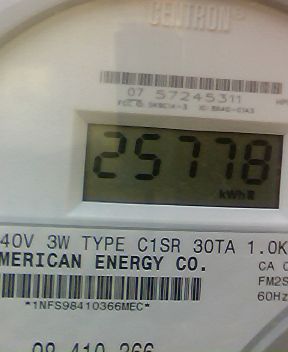 CENTRON
07 57245311
25778
kWh
40V 3W TYPE C1SR 30TA 1.0K
MERICAN ENERGY CO.
CA 0
FM2S
60Hz
*1NFS98410366MEC*
98 410 366